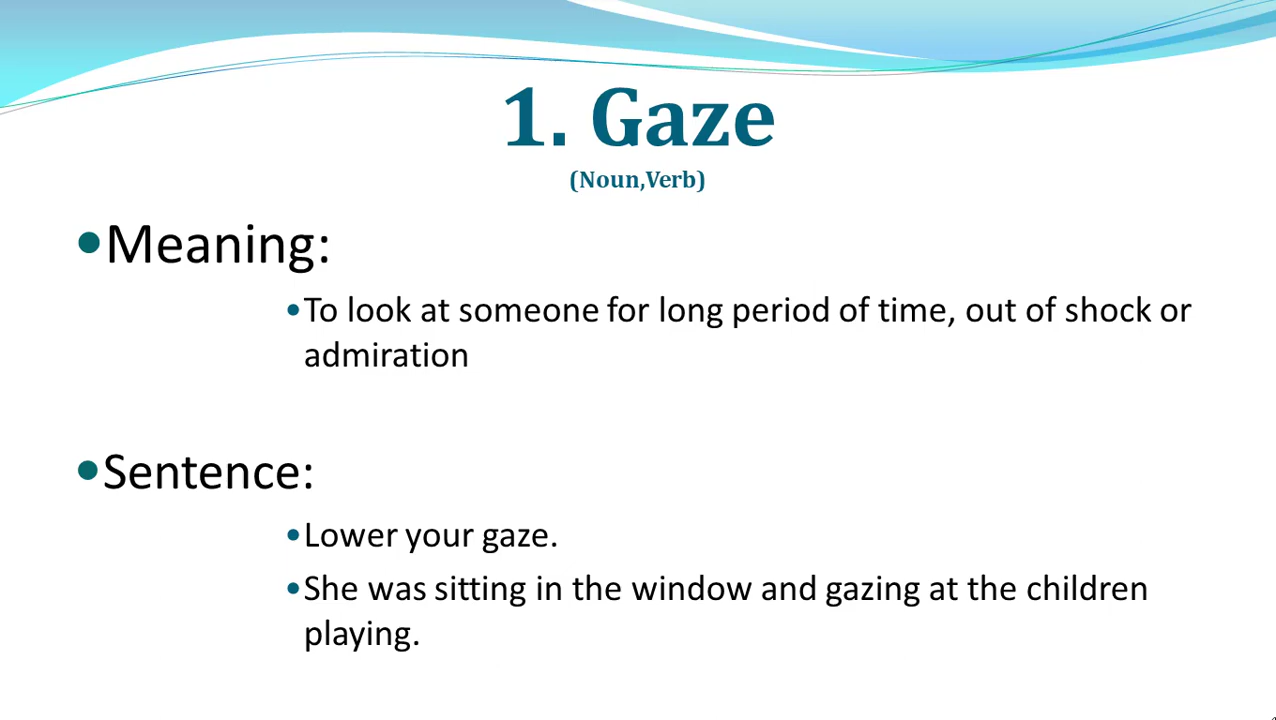 1. Gaze
(Noun,Verb)
•Meaning:
•To look at someone for long period of time, out of shock or
admiration
•Sentence:
•Lower your gaze.
•She was sitting in the window and gazing at the children
playing.